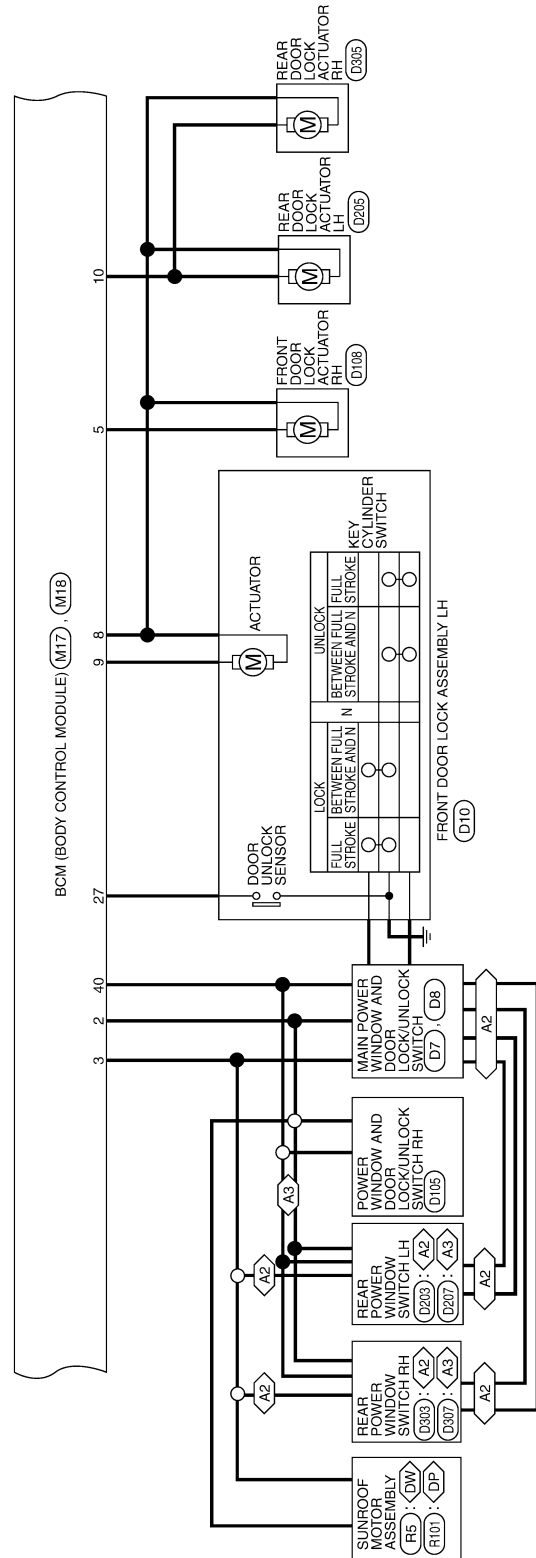 BCM (BODY CONTROL MODULE) M17 , M18
3
2
40
27
9
8
5
10
A2
A2
A3
SUNROOF
MOTOR
ASSEMBLY
R5 : DW
R101 : DP
REAR
POWER
WINDOW
SWITCH RH
D303 : A2
D307 : A3
A2
REAR
POWER
WINDOW
SWITCH LH
D203 : A2
D207 : A3
A2
POWER
WINDOW AND
DOOR
LOCK/UNLOCK
SWITCH RH
D105
MAIN POWER
WINDOW AND
DOOR
LOCK/UNLOCK
SWITCH
D7 , D8
A2
DOOR
UNLOCK
SENSOR
M
ACTUATOR
LOCK
N
UNLOCK
FULL
STROKE
BETWEEN FULL
STROKE AND N
BETWEEN FULL
STROKE AND N
FULL
STROKE
KEY
CYLINDER
SWITCH
FRONT DOOR LOCK ASSEMBLY LH
D10
M
FRONT
DOOR
LOCK
ACTUATOR
RH
D108
M
REAR
DOOR
LOCK
ACTUATOR
LH
D205
M
REAR
DOOR
LOCK
ACTUATOR
RH
D305